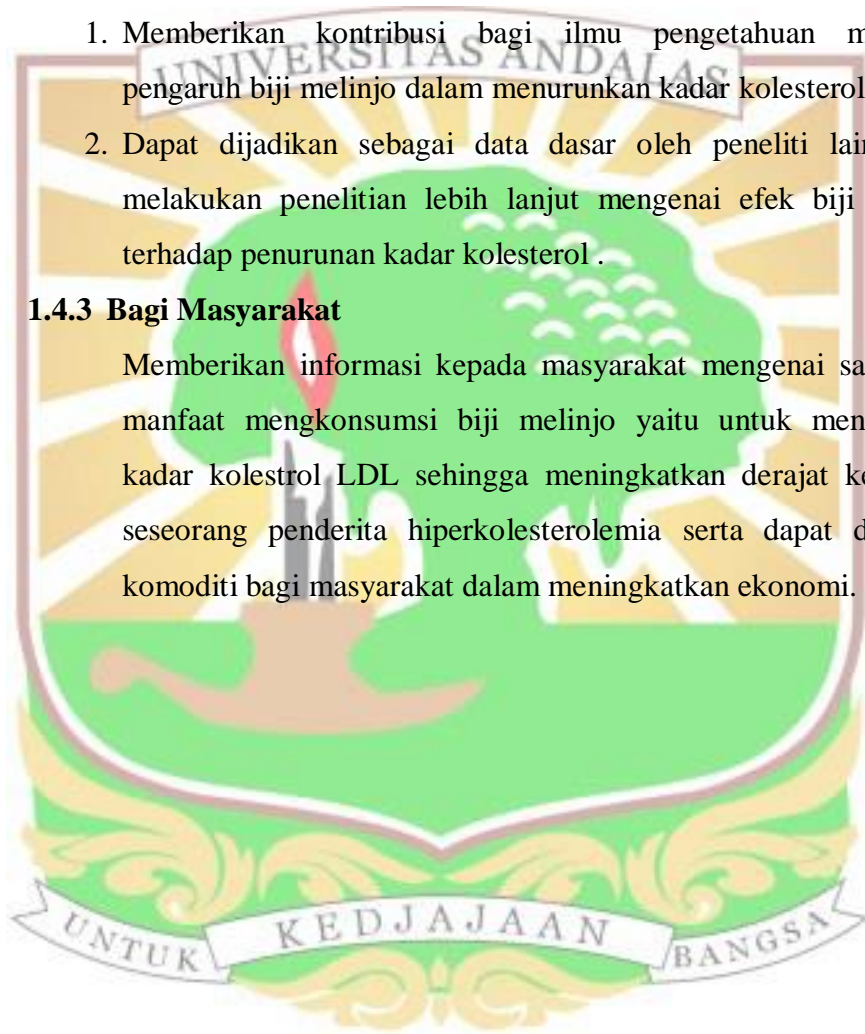 1. Memberikan kontribusi bagi ilmu pengetahuan
UNIVERSITAS ANDALAS
pengaruh biji melinjo dalam menurunkan kadar kolesterol
2. Dapat dijadikan sebagai data dasar oleh peneliti
melakukan penelitian lebih lanjut mengenai efek biji
terhadap penurunan kadar kolesterol .
1.4.3 Bagi Masyarakat
Memberikan informasi kepada masyarakat mengenai
manfaat mengkonsumsi biji melinjo yaitu untuk
kadar kolestrol LDL sehingga meningkatkan derajat
seseorang penderita hiperkolesterolemia serta dapat
komoditi bagi masyarakat dalam meningkatkan ekonomi.
UNTUK KEDJAJAAN BANGSA